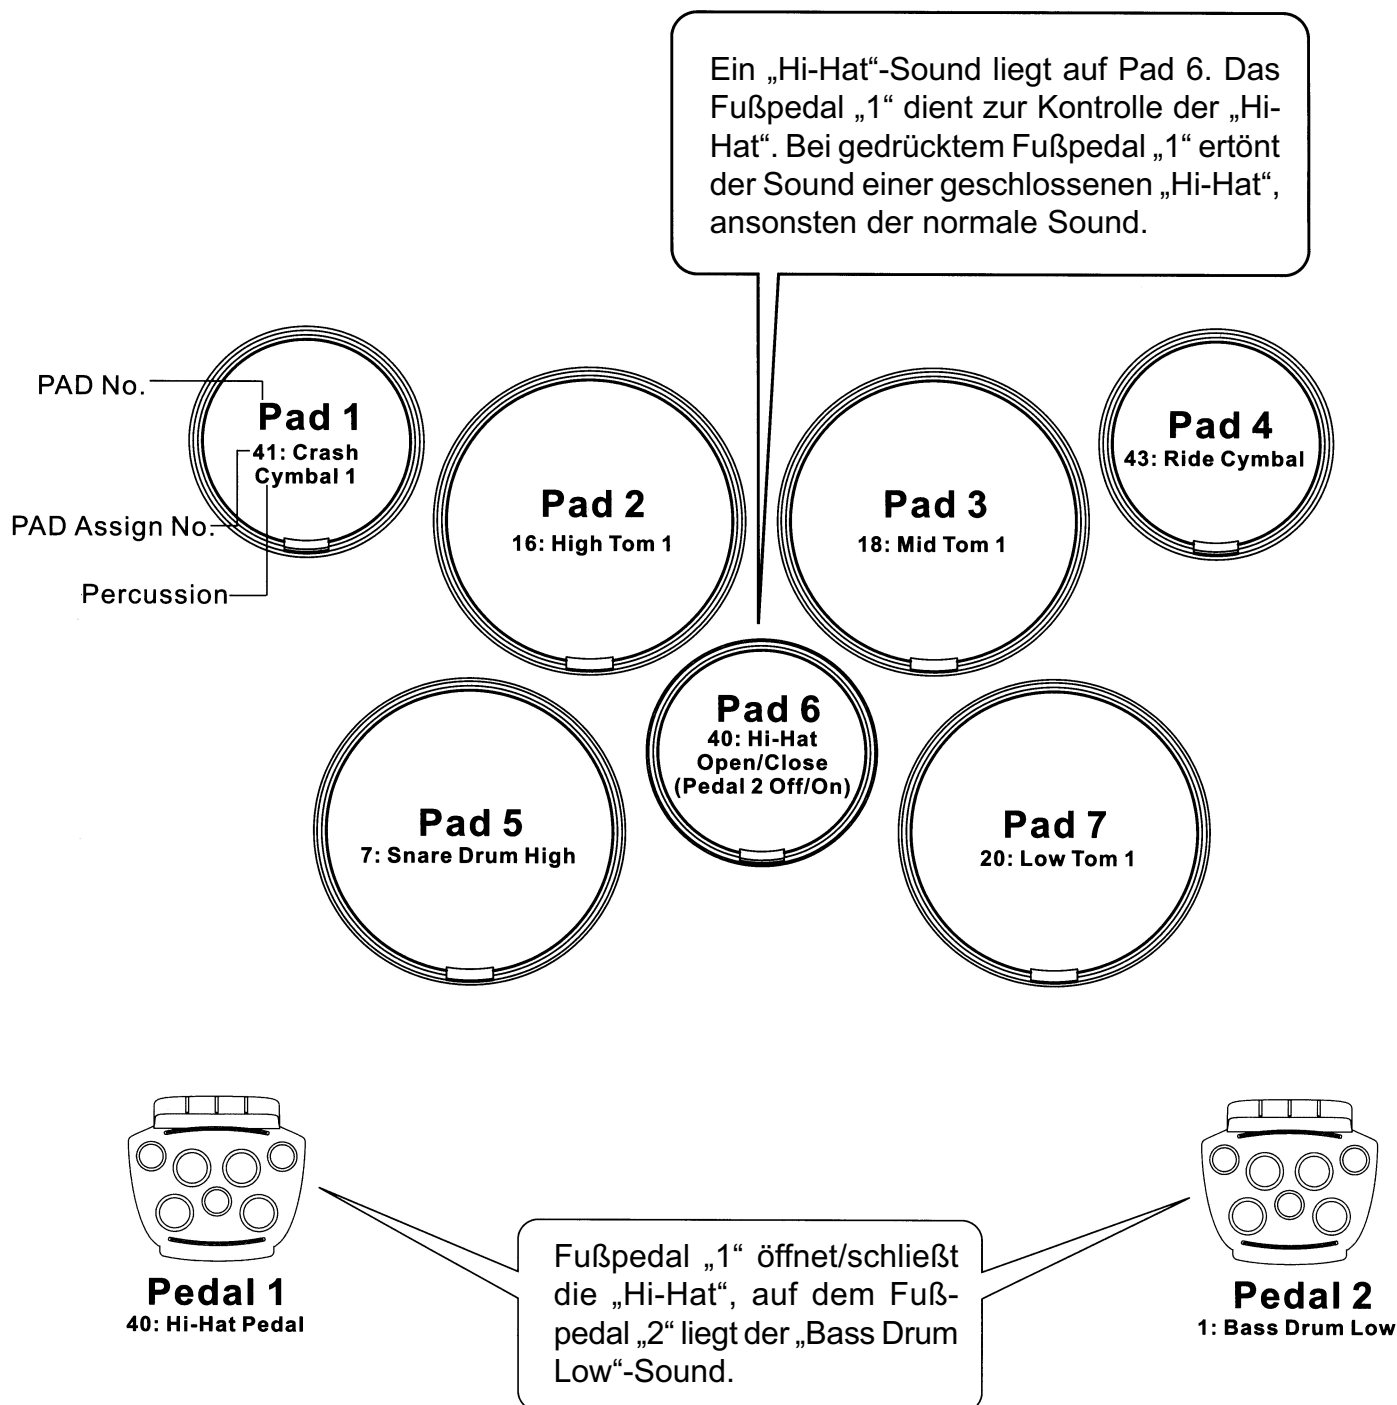 Ein „Hi-Hat“-Sound liegt auf Pad 6. Das
Fußpedal „1“ dient zur Kontrolle der „Hi-
Hat“. Bei gedrücktem Fußpedal „1“ ertönt
der Sound einer geschlossenen „Hi-Hat“,
ansonsten der normale Sound.
PAD No.
Pad 1
41: Crash
Cymbal 1
PAD Assign No.
Percussion
Pad 2
16: High Tom 1
Pad 3
18: Mid Tom 1
Pad 4
43: Ride Cymbal
Pad 5
7: Snare Drum High
Pad 6
40: Hi-Hat
Open/Close
(Pedal 2 Off/On)
Pad 7
20: Low Tom 1
Pedal 1
40: Hi-Hat Pedal
Fußpedal „1“ öffnet/schließt
die „Hi-Hat“, auf dem Fuß-
pedal „2“ liegt der „Bass Drum
Low“-Sound.
Pedal 2
1: Bass Drum Low